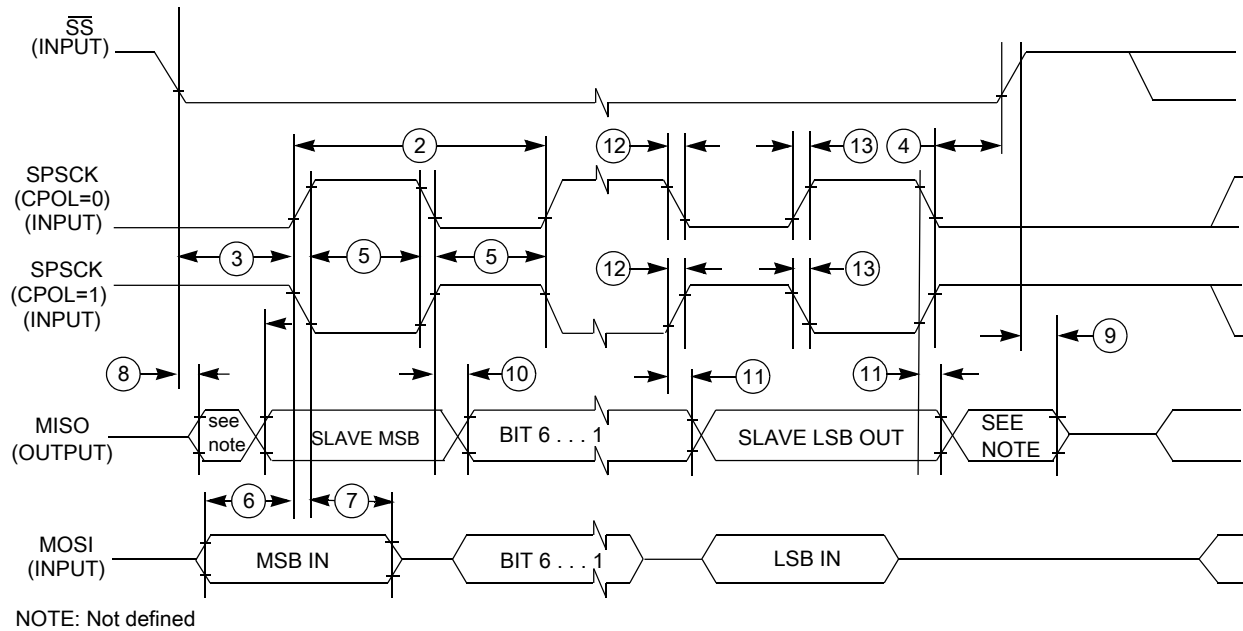 SS
(INPUT)
2
12
13
4
SPSCK
(CPOL=0)
(INPUT)
3
5
5
SPSCK
(CPOL=1)
(INPUT)
12
13
8
10
11
11
9
MISO
(OUTPUT)
see
note
SLAVE MSB
BIT 6 . . . 1
SLAVE LSB OUT
SEE
NOTE
6
7
MOSI
(INPUT)
MSB IN
BIT 6 . . . 1
LSB IN
NOTE: Not defined